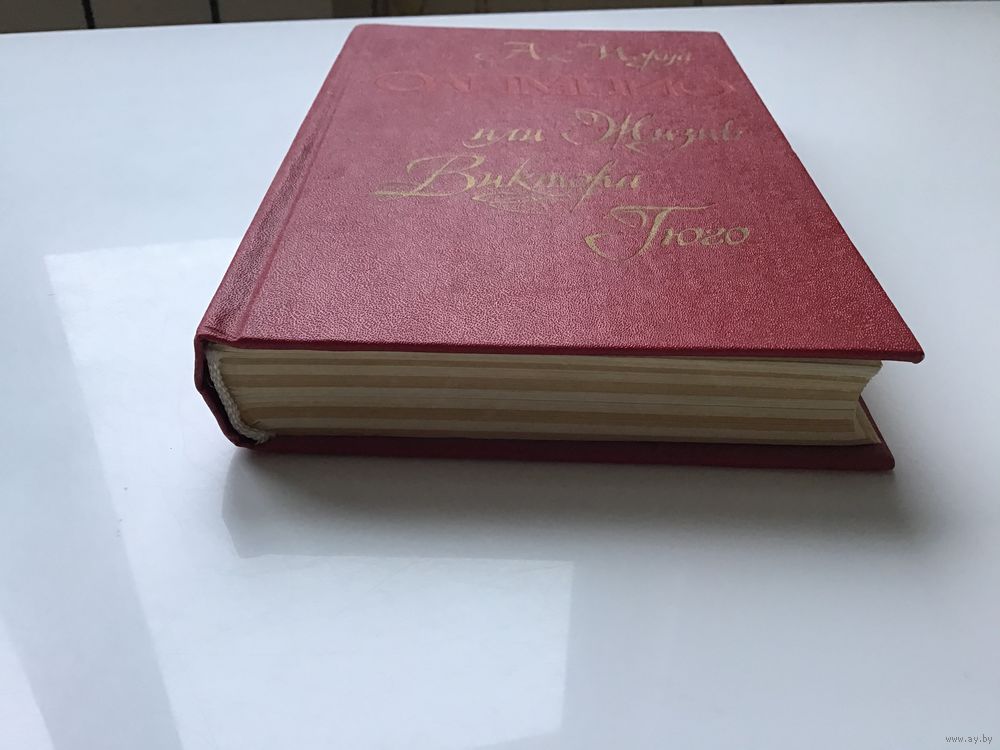 А. Моруа
ОЛИМПИО
или Жизнь
Виктора
Гюго
www.ay.by